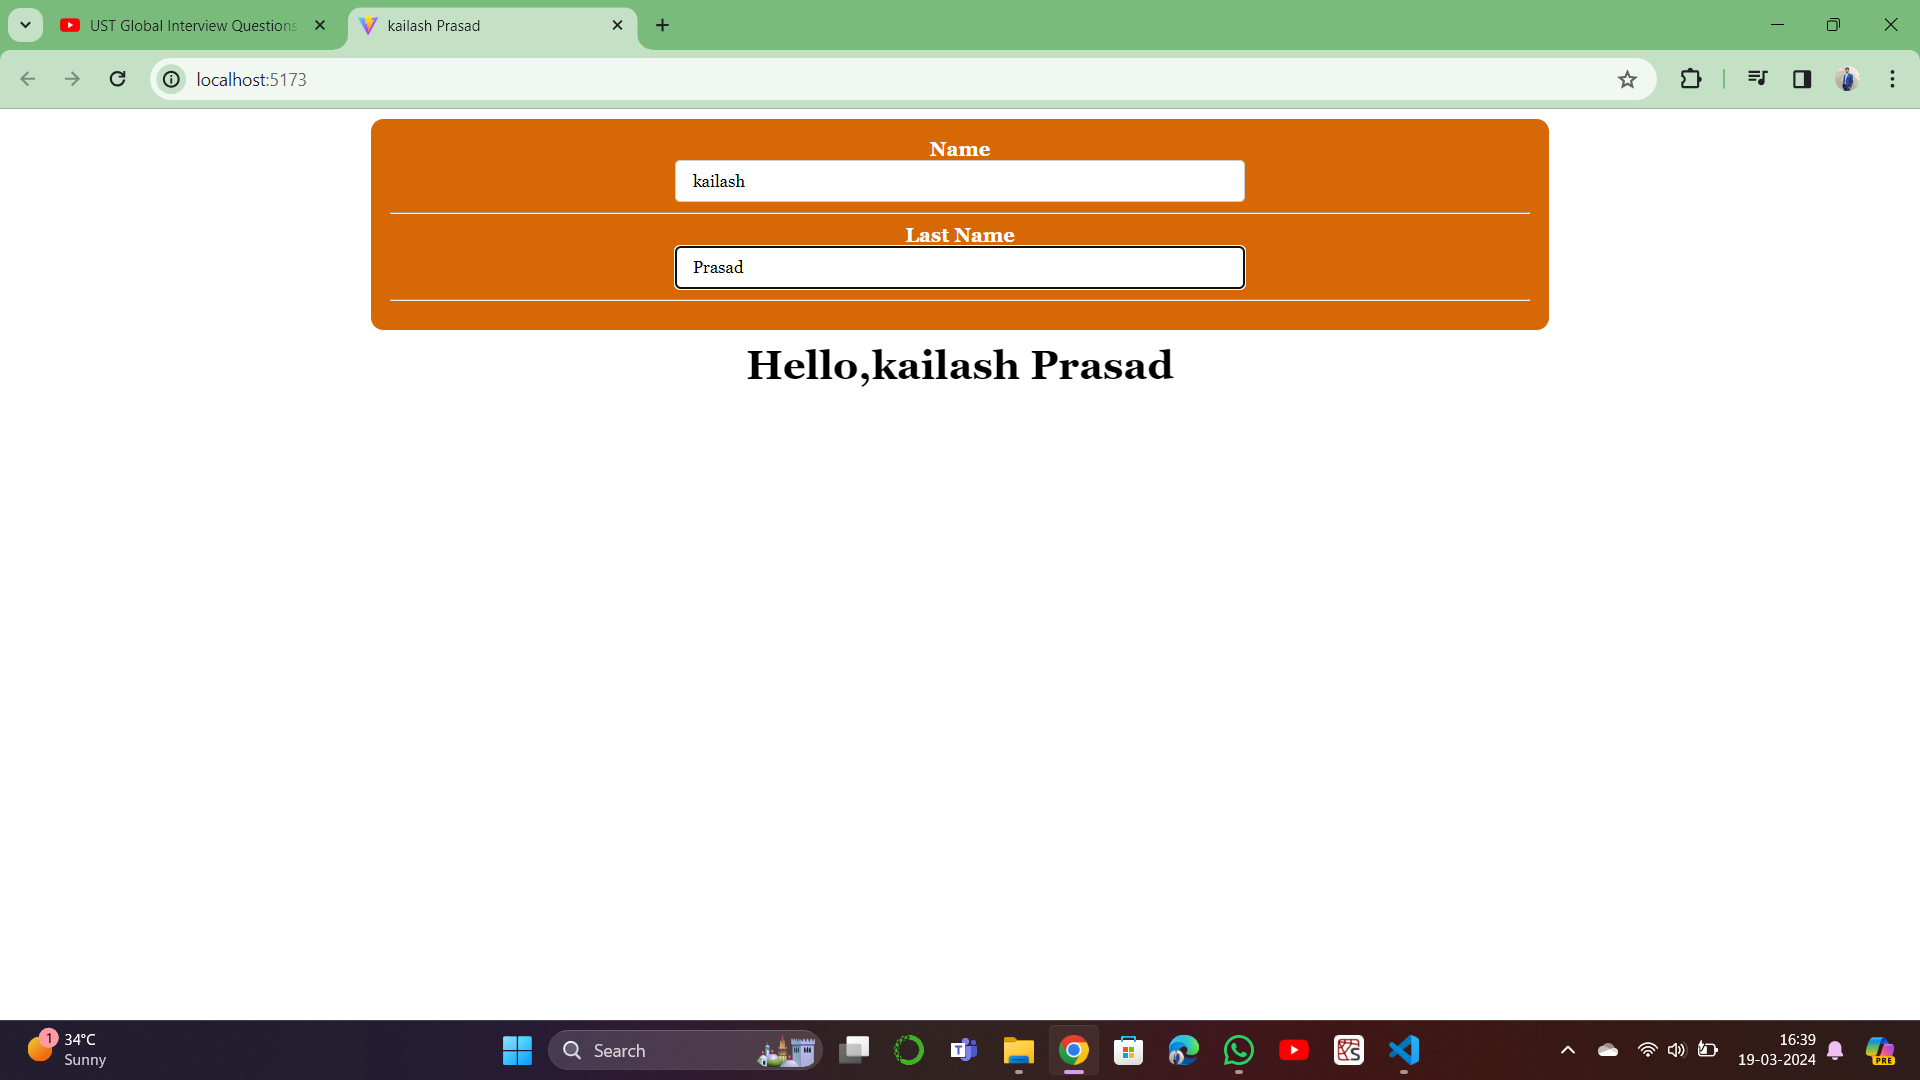 UST Global Interview Questions
kailash Prasad
localhost:5173
Name
kailash
Last Name
Prasad
Hello,kailash Prasad
1
34°C
Sunny
Search
16:39
19-03-2024
PRE